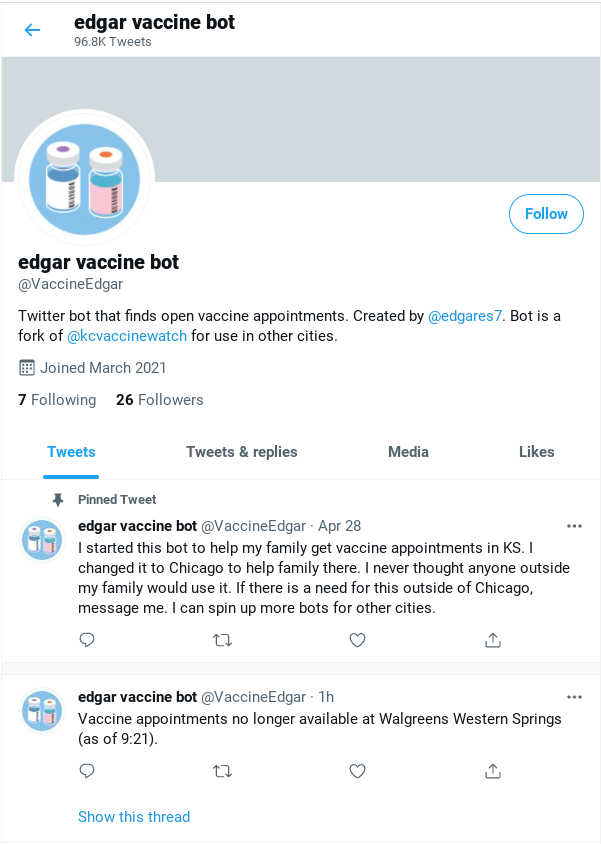 edgar vaccine bot
96.8K Tweets
Follow
edgar vaccine bot
@VaccineEdgar
Twitter bot that finds open vaccine appointments. Created by @edgares7. Bot is a
fork of @kcvaccinewatch for use in other cities.
Joined March 2021
7 Following 26 Followers
Tweets Tweets & replies Media Likes
Pinned Tweet
edgar vaccine bot @VaccineEdgar · Apr 28
I started this bot to help my family get vaccine appointments in KS. I
changed it to Chicago to help family there. I never thought anyone outside
my family would use it. If there is a need for this outside of Chicago,
message me. I can spin up more bots for other cities.
edgar vaccine bot @VaccineEdgar · 1h
Vaccine appointments no longer available at Walgreens Western Springs
(as of 9:21).
Show this thread